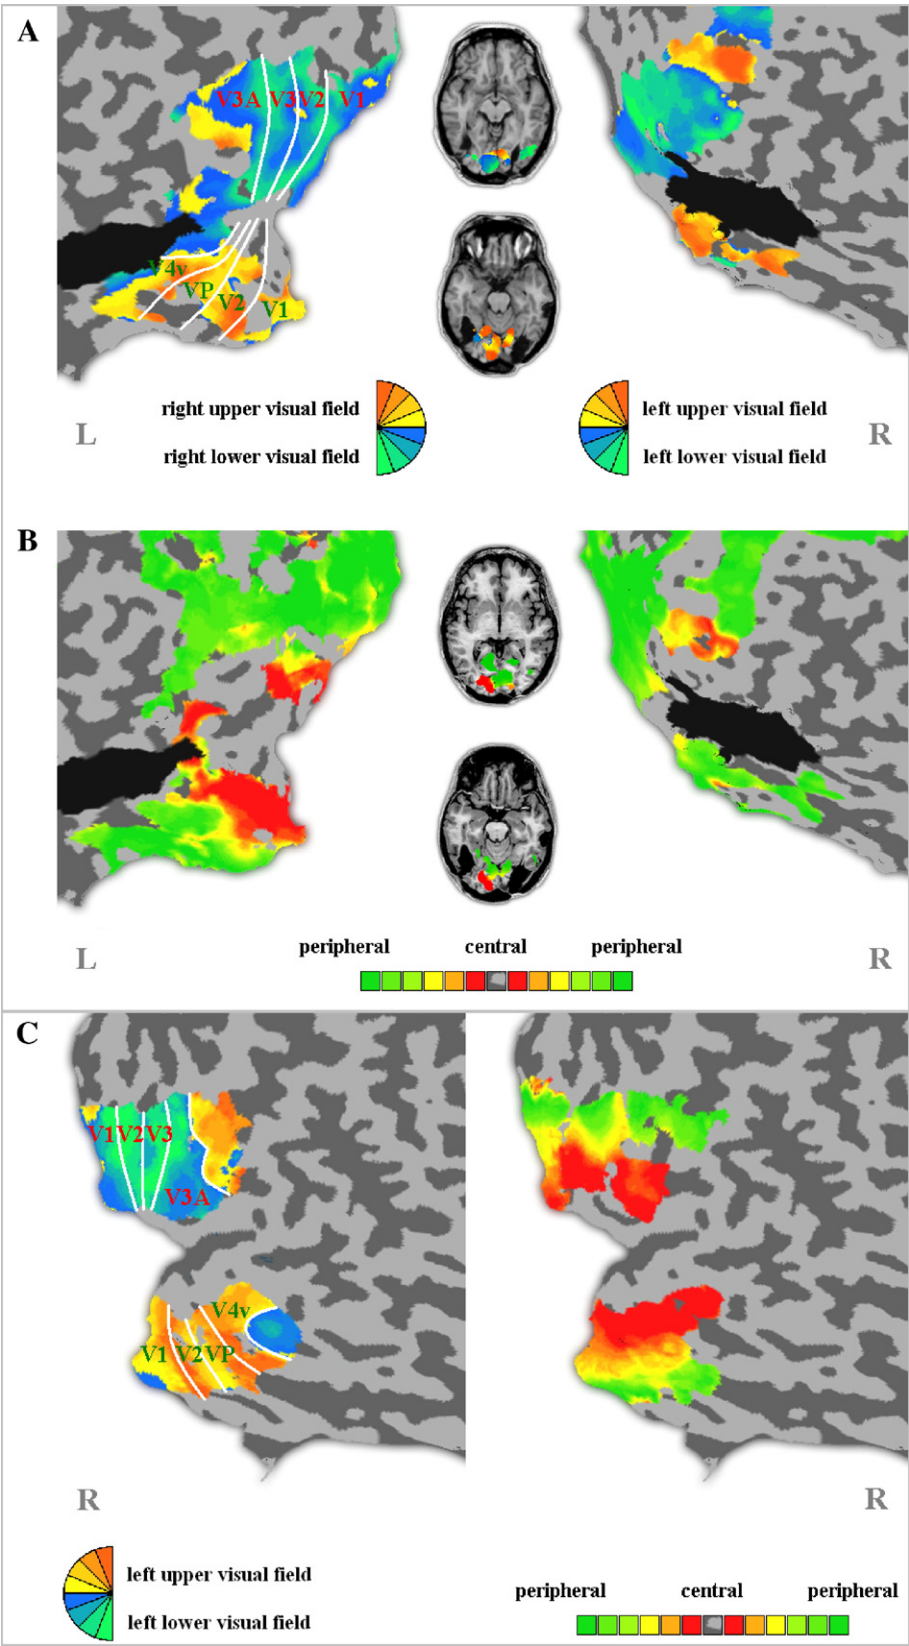 A
V3A V3 V2 V1
V4v
VP
V2
V1
right upper visual field
left upper visual field
L
R
right lower visual field
left lower visual field
B
L
peripheral central peripheral
R
C
V1 V2 V3
V3A
V4v
V1 V2 VP
R
R
left upper visual field
left lower visual field
peripheral central peripheral